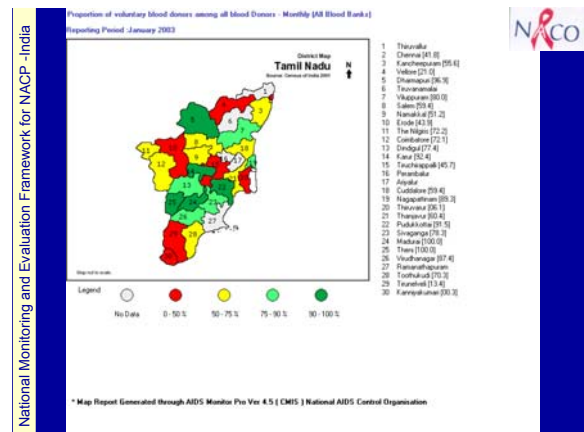 National Monitoring and Evaluation Framework for NACP -India
Proportion of voluntary blood donors among all blood Donors - Monthly (All Blood Banks)
Reporting Period :January 2003
NACO
District Map
Tamil Nadu
Source: Census of India 2001
N
1 Thiruvallur
2 Chennai [41.8]
3 Kancheepuram [55.6]
4 Vellore [21.0]
5 Dharmapuri [96.9]
6 Tiruvanamalai
7 Viluppuram [80.0]
8 Salem [59.4]
9 Namakkal [51.2]
10 Erode [43.9]
11 The Nilgiris [72.2]
12 Coimbatore [72.1]
13 Dindigul [77.4]
14 Karur [92.4]
15 Tiruchirappalli [45.7]
16 Perambalur
17 Ariyalur
18 Cuddalore [59.4]
19 Nagapattinam [89.3]
20 Thiruvarur [06.1]
21 Thanjavur [60.4]
22 Pudukkottai [91.5]
23 Sivaganga [78.3]
24 Madurai [100.0]
25 Theni [100.0]
26 Virudhanagar [87.4]
27 Ramanathapuram
28 Toothukudi [70.3]
29 Tirunelveli [13.4]
30 Kanniyakumari [00.3]
Map not to scale.
Legend
No Data 0 - 50 % 50 - 75 % 75 - 90 % 90 - 100 %
* Map Report Generated through AIDS Monitor Pro Ver 4.5 ( CMIS ) National AIDS Control Organisation